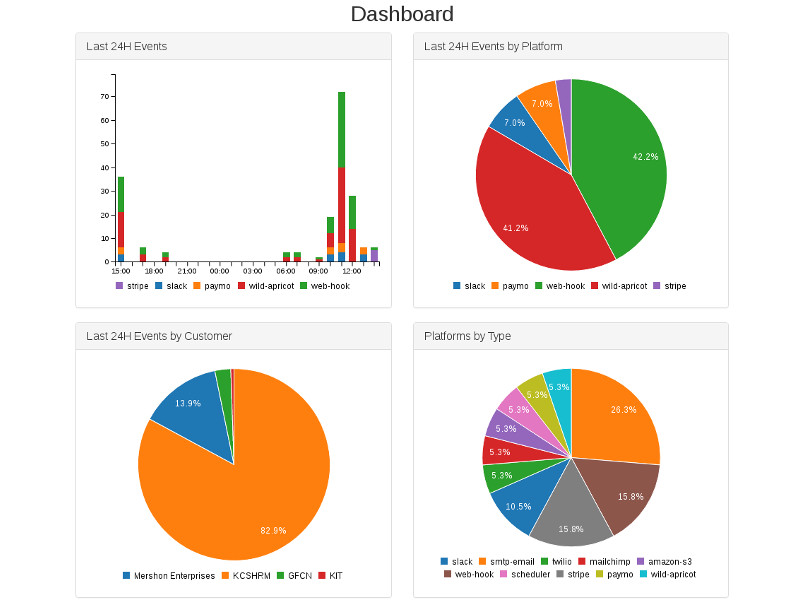 Dashboard
Last 24H Events
70
60
50
40
30
20
10
0
15:00 18:00 21:00 00:00 03:00 06:00 09:00 12:00
stripe slack paymo wild-apricot web-hook
Last 24H Events by Platform
7.0%
7.0%
42.2%
41.2%
slack paymo web-hook wild-apricot stripe
Last 24H Events by Customer
13.9%
82.9%
Mershon Enterprises KCSHRM GFCN KIT
Platforms by Type
5.3%
5.3%
5.3%
26.3%
5.3%
5.3%
5.3%
15.8%
10.5%
15.8%
slack smtp-email twilio mailchimp amazon-s3
web-hook scheduler stripe paymo wild-apricot